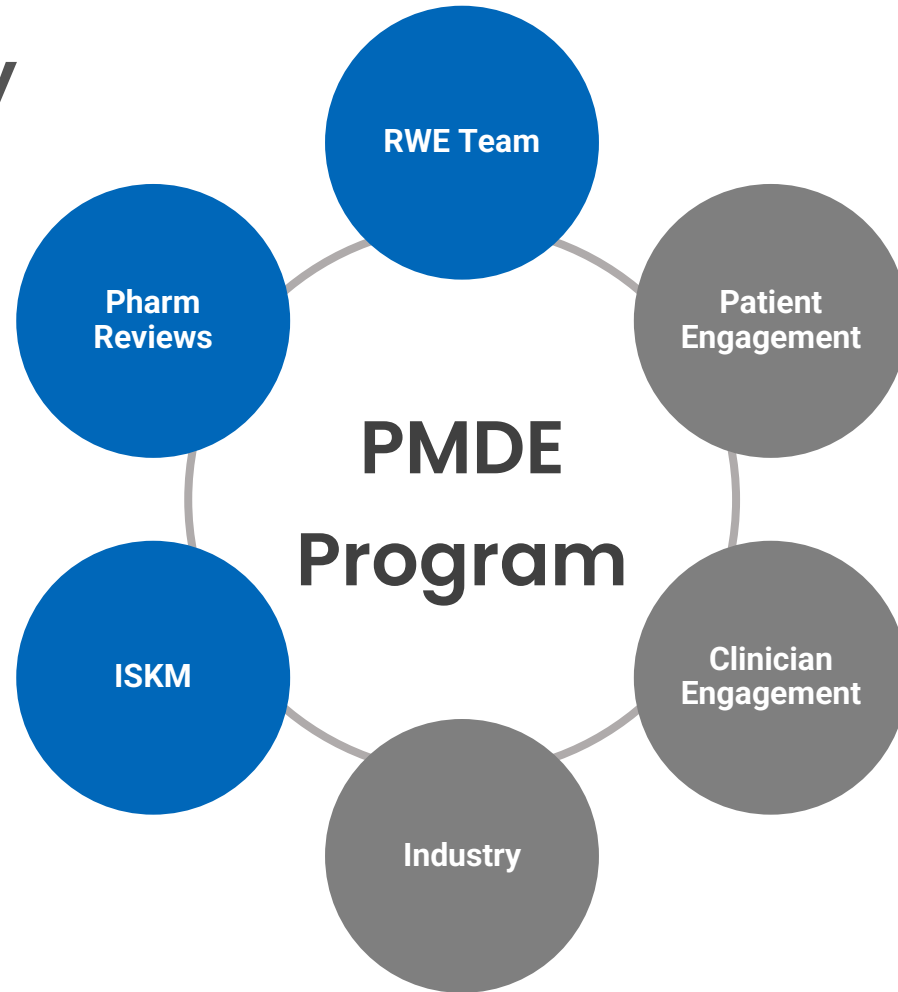 RWE Team
Pharm
Reviews
Patient
Engagement
PMDE
Program
ISKM
Clinician
Engagement
Industry